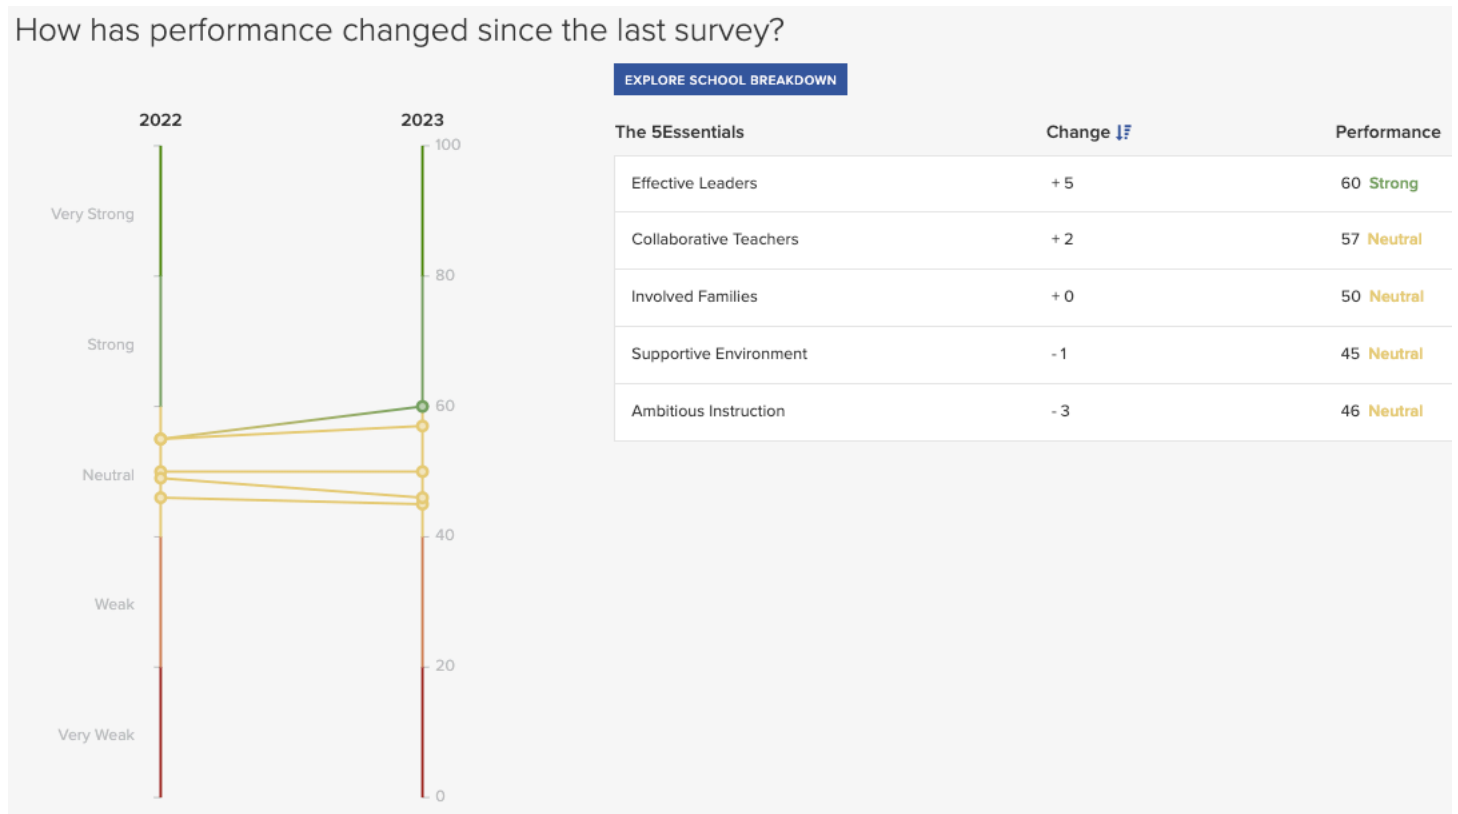 How has performance changed since the last survey?
EXPLORE SCHOOL BREAKDOWN
2022 2023
100
Very Strong
80
Strong
60
Neutral
40
Weak
20
Very Weak
0
The 5Essentials Change Performance
Effective Leaders + 5 60 Strong
Collaborative Teachers + 2 57 Neutral
Involved Families + 0 50 Neutral
Supportive Environment - 1 45 Neutral
Ambitious Instruction - 3 46 Neutral